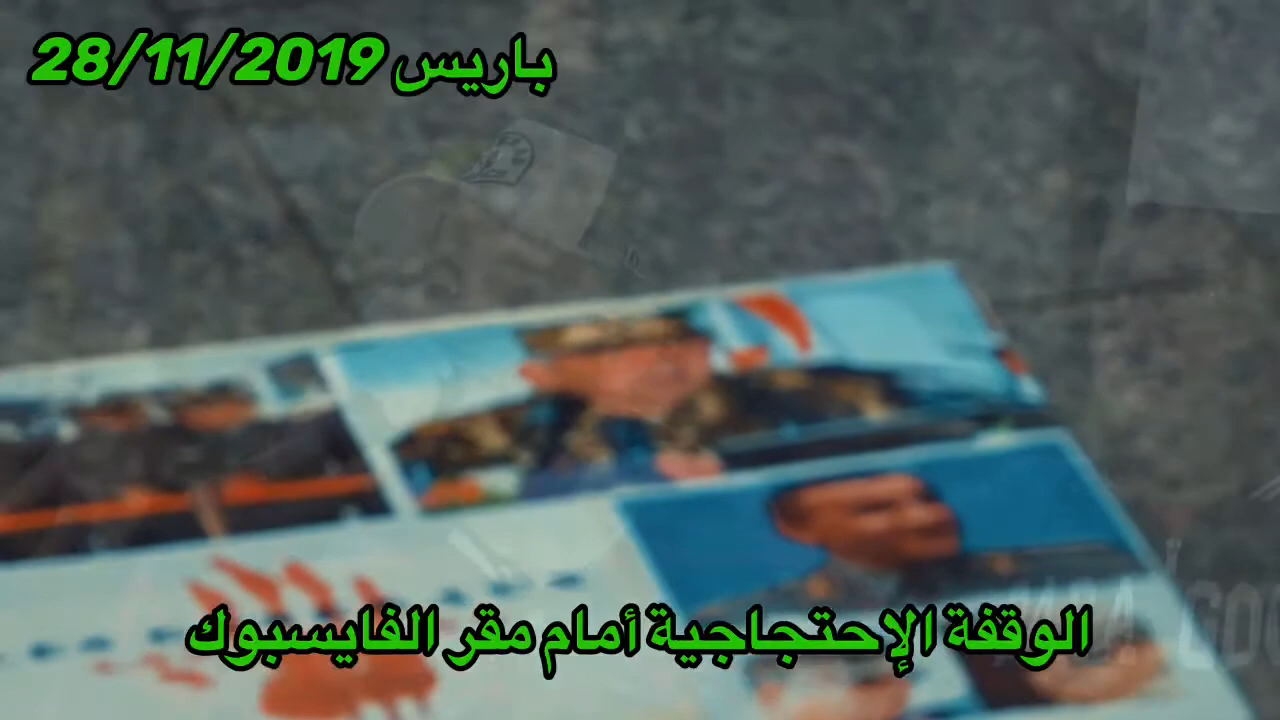 باريس 28/11/2019
الوقفة الإحتجاجية أمام مقر الفايسبوك